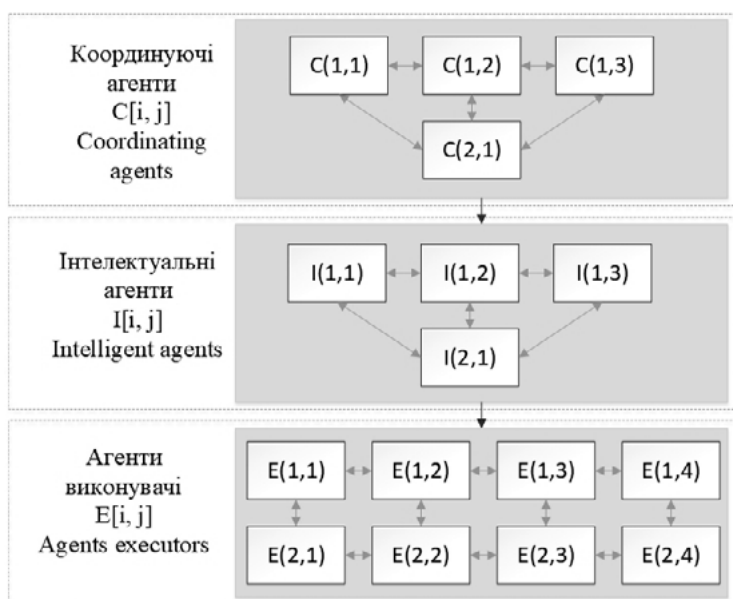 Координуючі
агенти
C[i, j]
Coordinating
agents
C(1,1) C(1,2) C(1,3)
C(2,1)
Інтелектуальні
агенти
I[i, j]
Intelligent agents
I(1,1) I(1,2) I(1,3)
I(2,1)
Агенти
виконувачі
E[i, j]
Agents executors
E(1,1) E(1,2) E(1,3) E(1,4)
E(2,1) E(2,2) E(2,3) E(2,4)